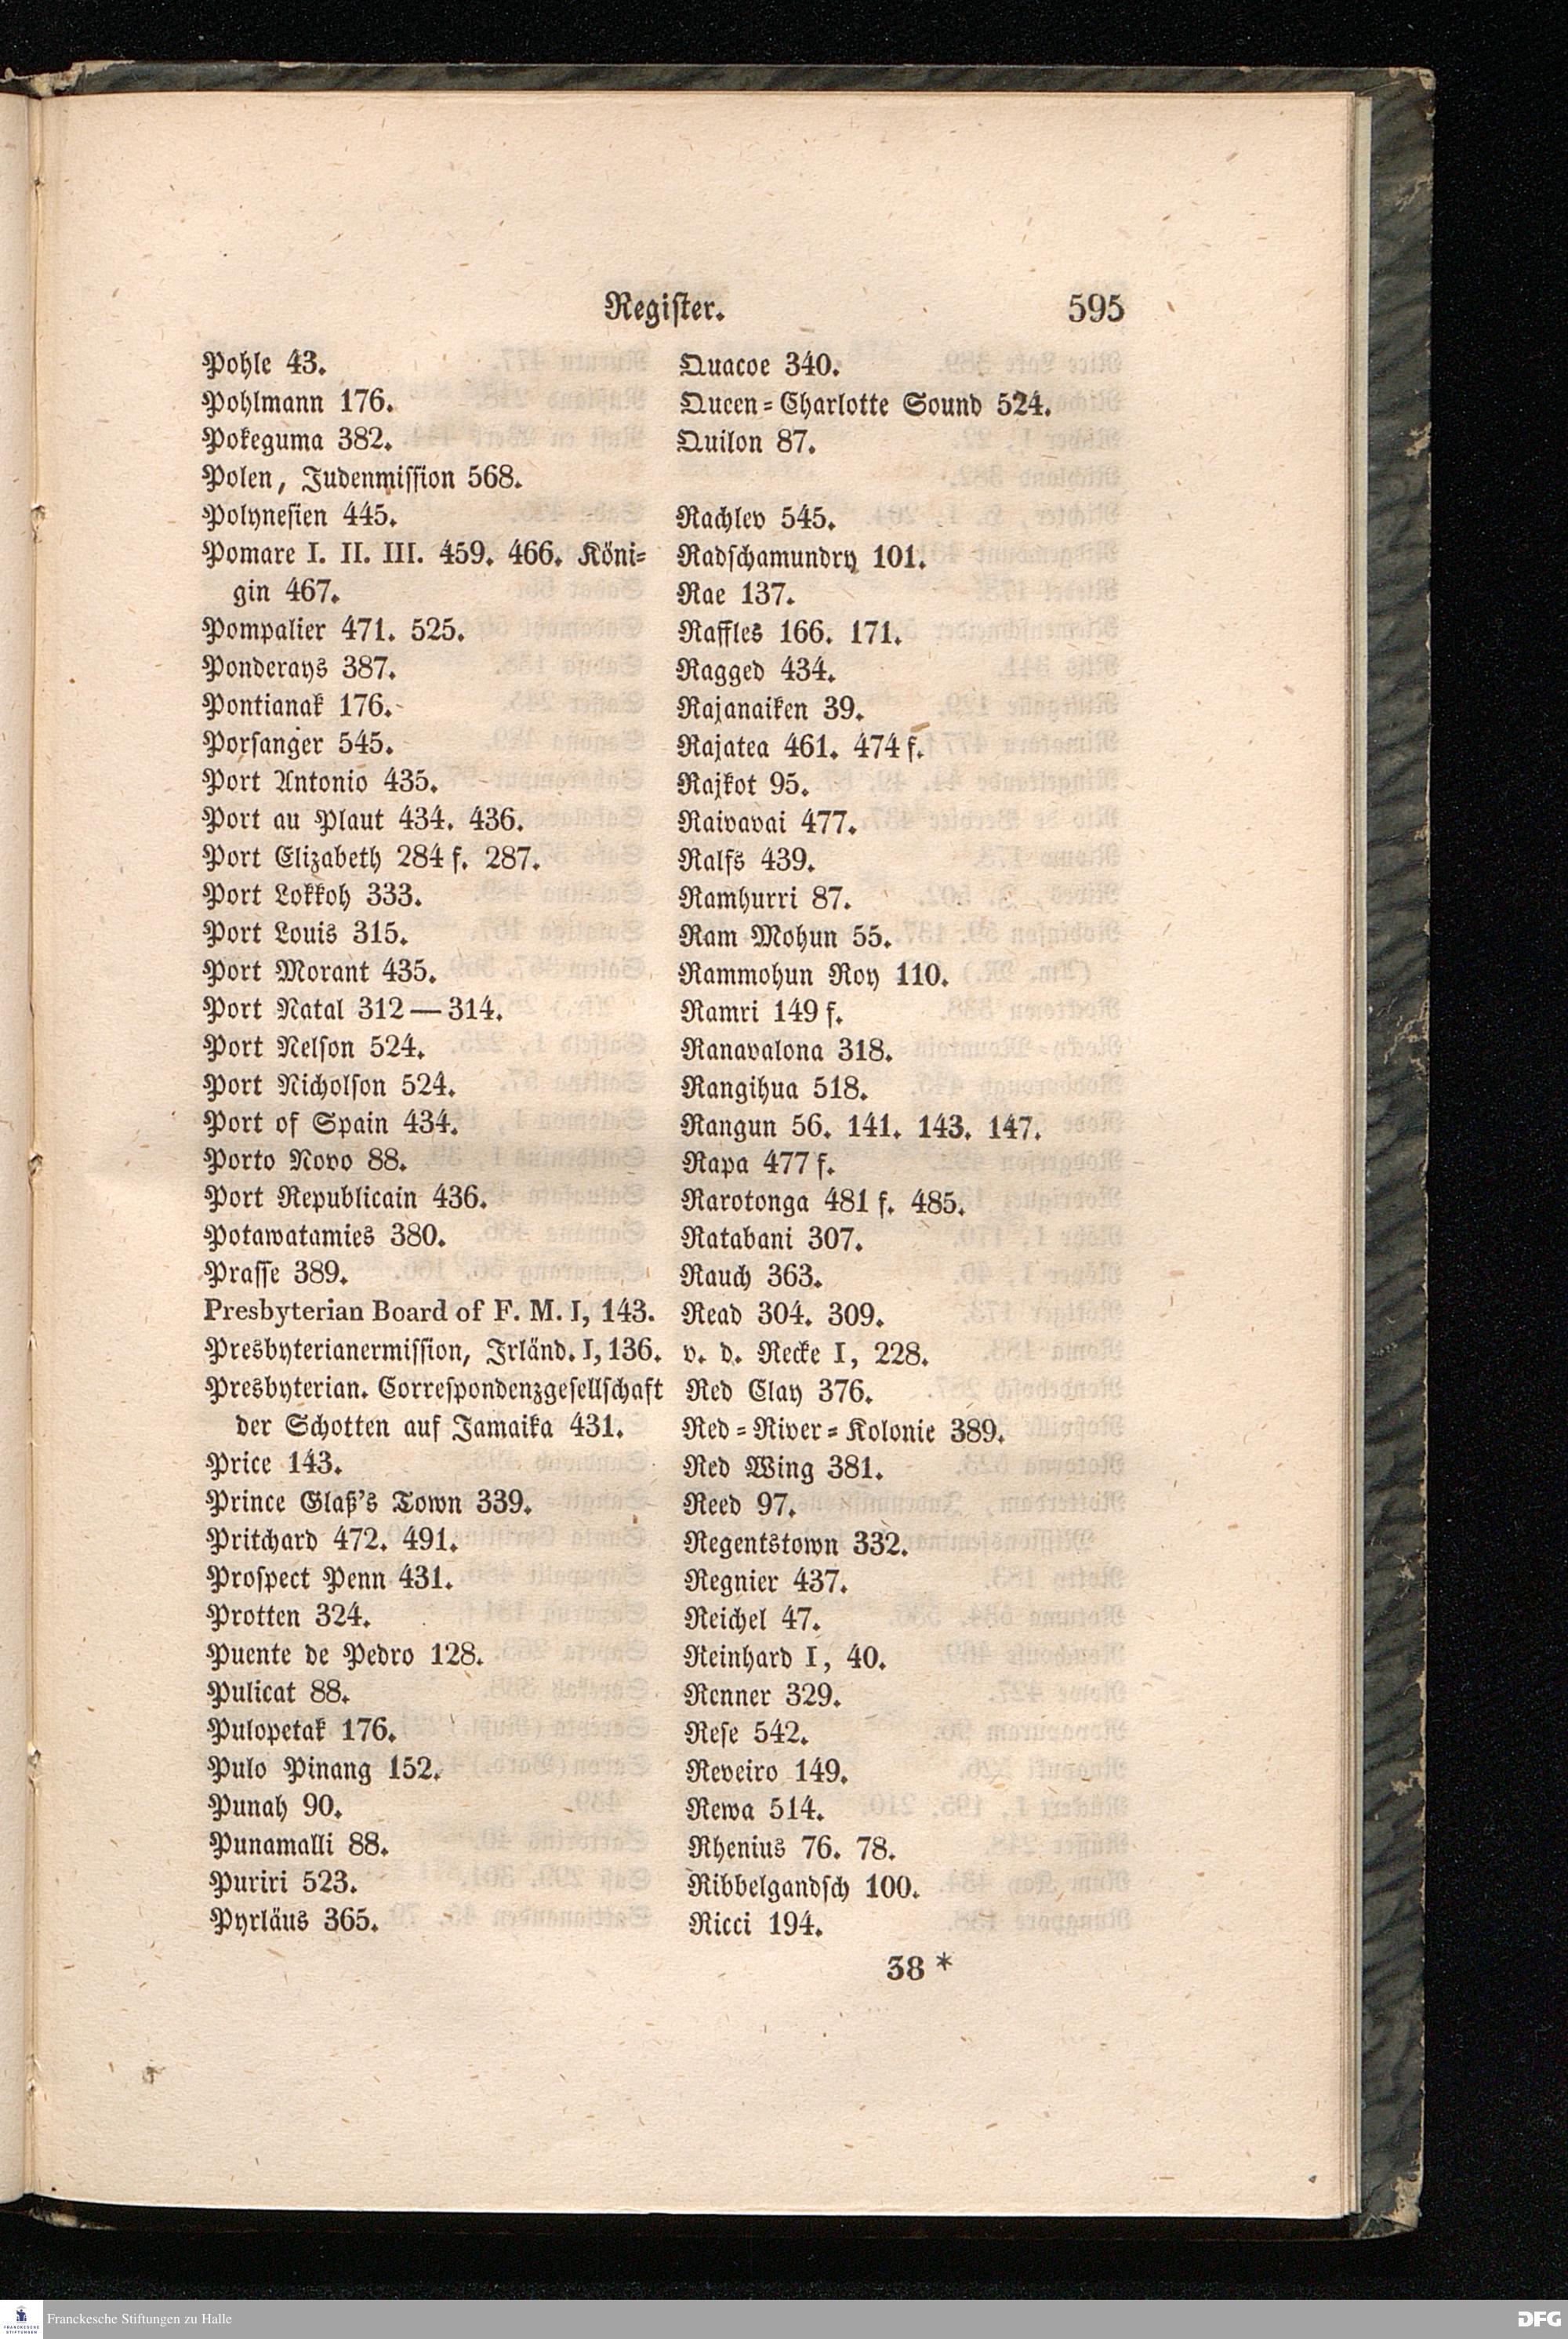 Register.
595
Pohle 43.
Pohlmann 176.
Pokeguma 382.
Polen, Judenmiſſion 568.
Polyneſien 445.
Pomare I. II. III. 459. 466. Köni=
gin 467.
Pompalier 471. 525.
Ponderays 387.
Pontianak 176.
Porſanger 545.
Port Antonio 435.
Port au Plaut 434. 436.
Port Elizabeth 284 f. 287.
Port Lokkoh 333.
Port Louis 315.
Port Morant 435.
Port Natal 312—314.
Port Nelſon 524.
Port Nicholſon 524.
Port of Spain 434.
Porto Novo 88.
Port Republicain 436.
Potawatamies 380.
Praſſe 389.
Presbyterian Board of F. M. I, 143.
Presbyterianermiſſion, Irländ. I, 136.
Presbyterian. Correſpondenzgeſellſchaft
der Schotten auf Jamaika 431.
Price 143.
Prince Glaß's Town 339.
Pritchard 472. 491.
Proſpect Penn 431.
Protten 324.
Puente de Pedro 128.
Pulicat 88.
Pulopetak 176.
Pulo Pinang 152.
Punah 90.
Punamalli 88.
Puriri 523.
Pyrläus 365.
Quacoe 340.
Queen=Charlotte Sound 524.
Quilon 87.
Rachlev 545.
Radſchamundry 101.
Rae 137.
Raffles 166. 171.
Ragged 434.
Rajanaiken 39.
Rajatea 461. 474 f.
Rajkot 95.
Raivavai 477.
Ralfs 439.
Ramhurri 87.
Ram Mohun 55.
Rammohun Roy 110.
Ramri 149 f.
Ranavalona 318.
Rangihua 518.
Rangun 56. 141. 143. 147.
Rapa 477 f.
Rarotonga 481 f. 485.
Ratabani 307.
Rauch 363.
Read 304. 309.
v. d. Recke I, 228.
Red Clay 376.
Red=River=Kolonie 389.
Red Wing 381.
Reed 97.
Regentstown 332.
Regnier 437.
Reichel 47.
Reinhard I, 40.
Renner 329.
Reſe 542.
Reveiro 149.
Rewa 514.
Rhenius 76. 78.
Ribbelgandſch 100.
Ricci 194.
38*
Franckesche Stiftungen zu Halle
DFG